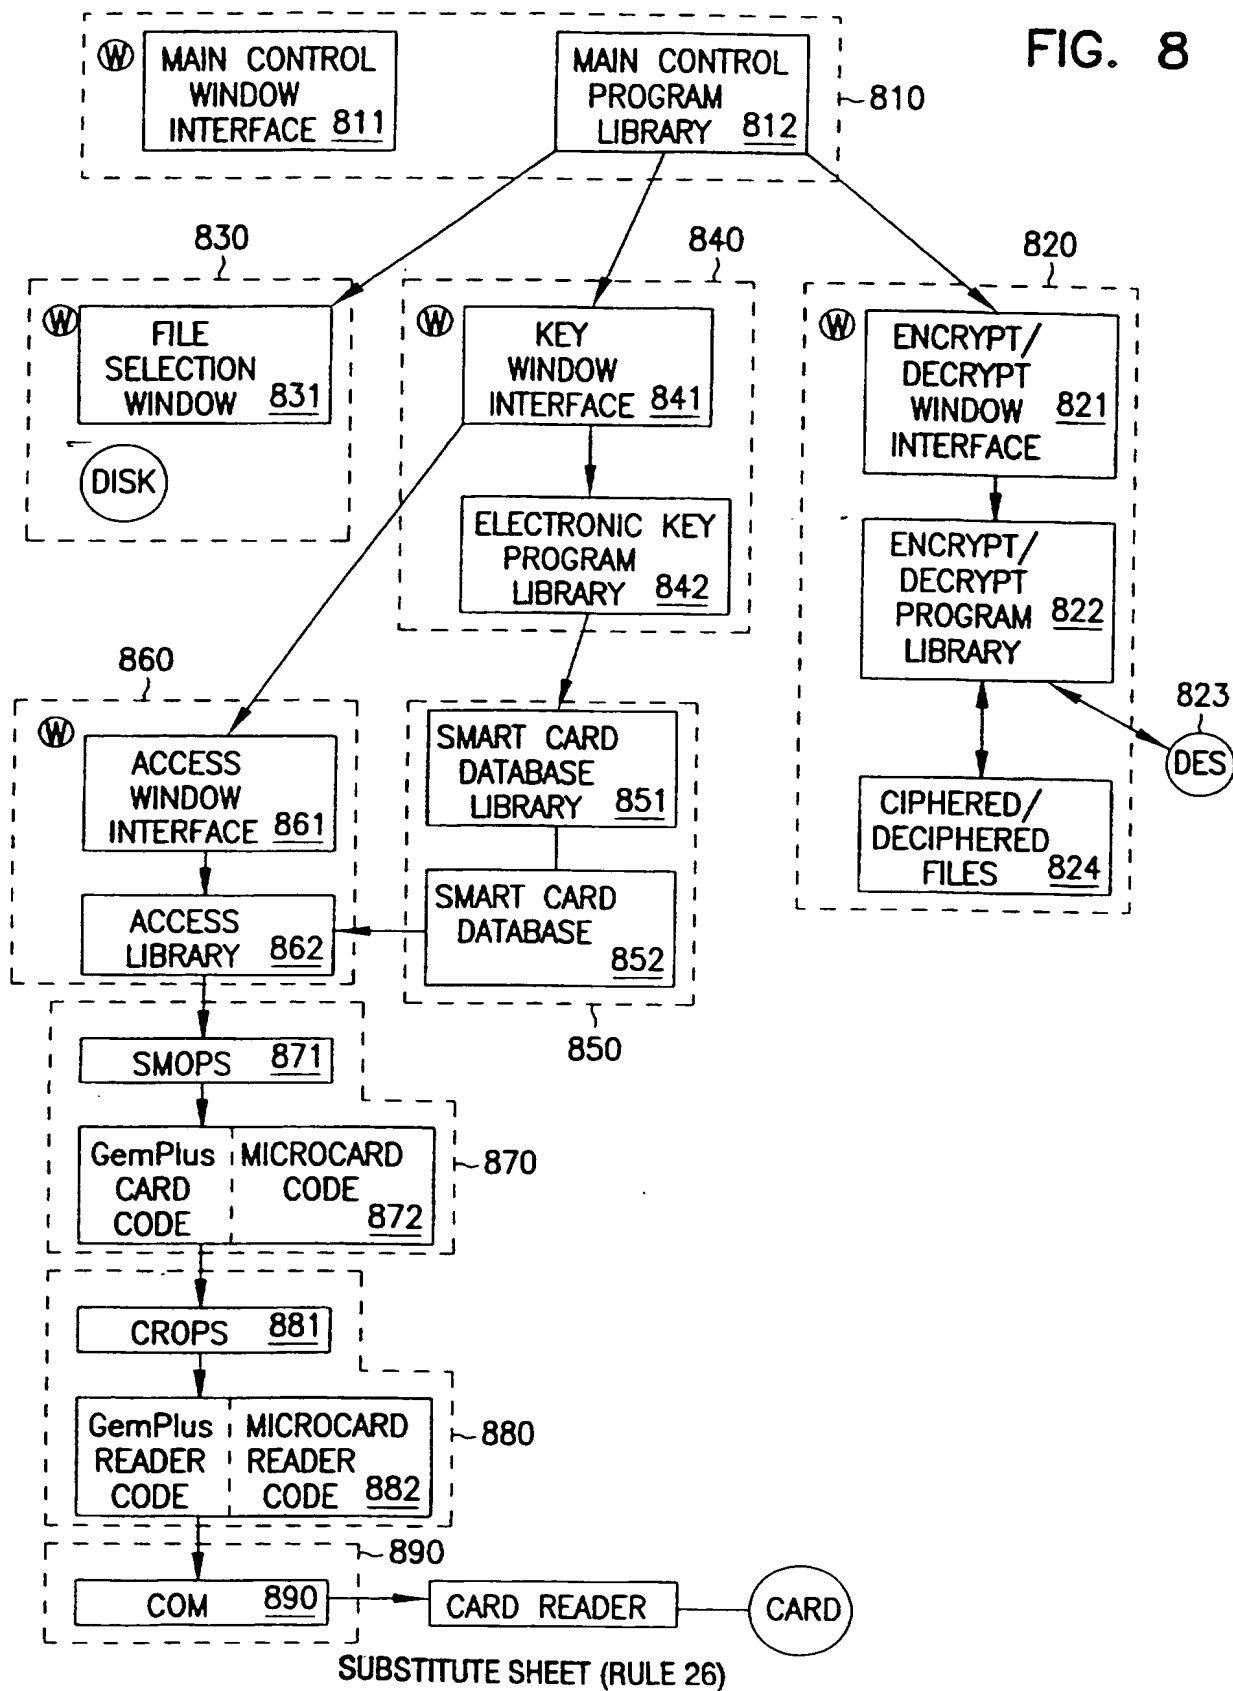 FIG. 8
W
MAIN CONTROL
WINDOW
INTERFACE 811
MAIN CONTROL
PROGRAM
LIBRARY 812
810
830
W
FILE
SELECTION
WINDOW 831
DISK
840
W
KEY
WINDOW
INTERFACE 841
ELECTRONIC KEY
PROGRAM
LIBRARY 842
820
W
ENCRYPT/
DECRYPT
WINDOW 821
INTERFACE
ENCRYPT/
DECRYPT
PROGRAM 822
LIBRARY
823
DES
CIPHERED/
DECIPHERED
FILES 824
860
W
ACCESS
WINDOW
INTERFACE 861
ACCESS
LIBRARY 862
SMART CARD
DATABASE
LIBRARY 851
SMART CARD
DATABASE
852
850
SMOPS 871
GemPlus
CARD
CODE
MICROCARD
CODE
872
870
CROPS 881
GemPlus
READER
CODE
MICROCARD
READER
CODE 882
880
890
COM 890
CARD READER
CARD
SUBSTITUTE SHEET (RULE 26)